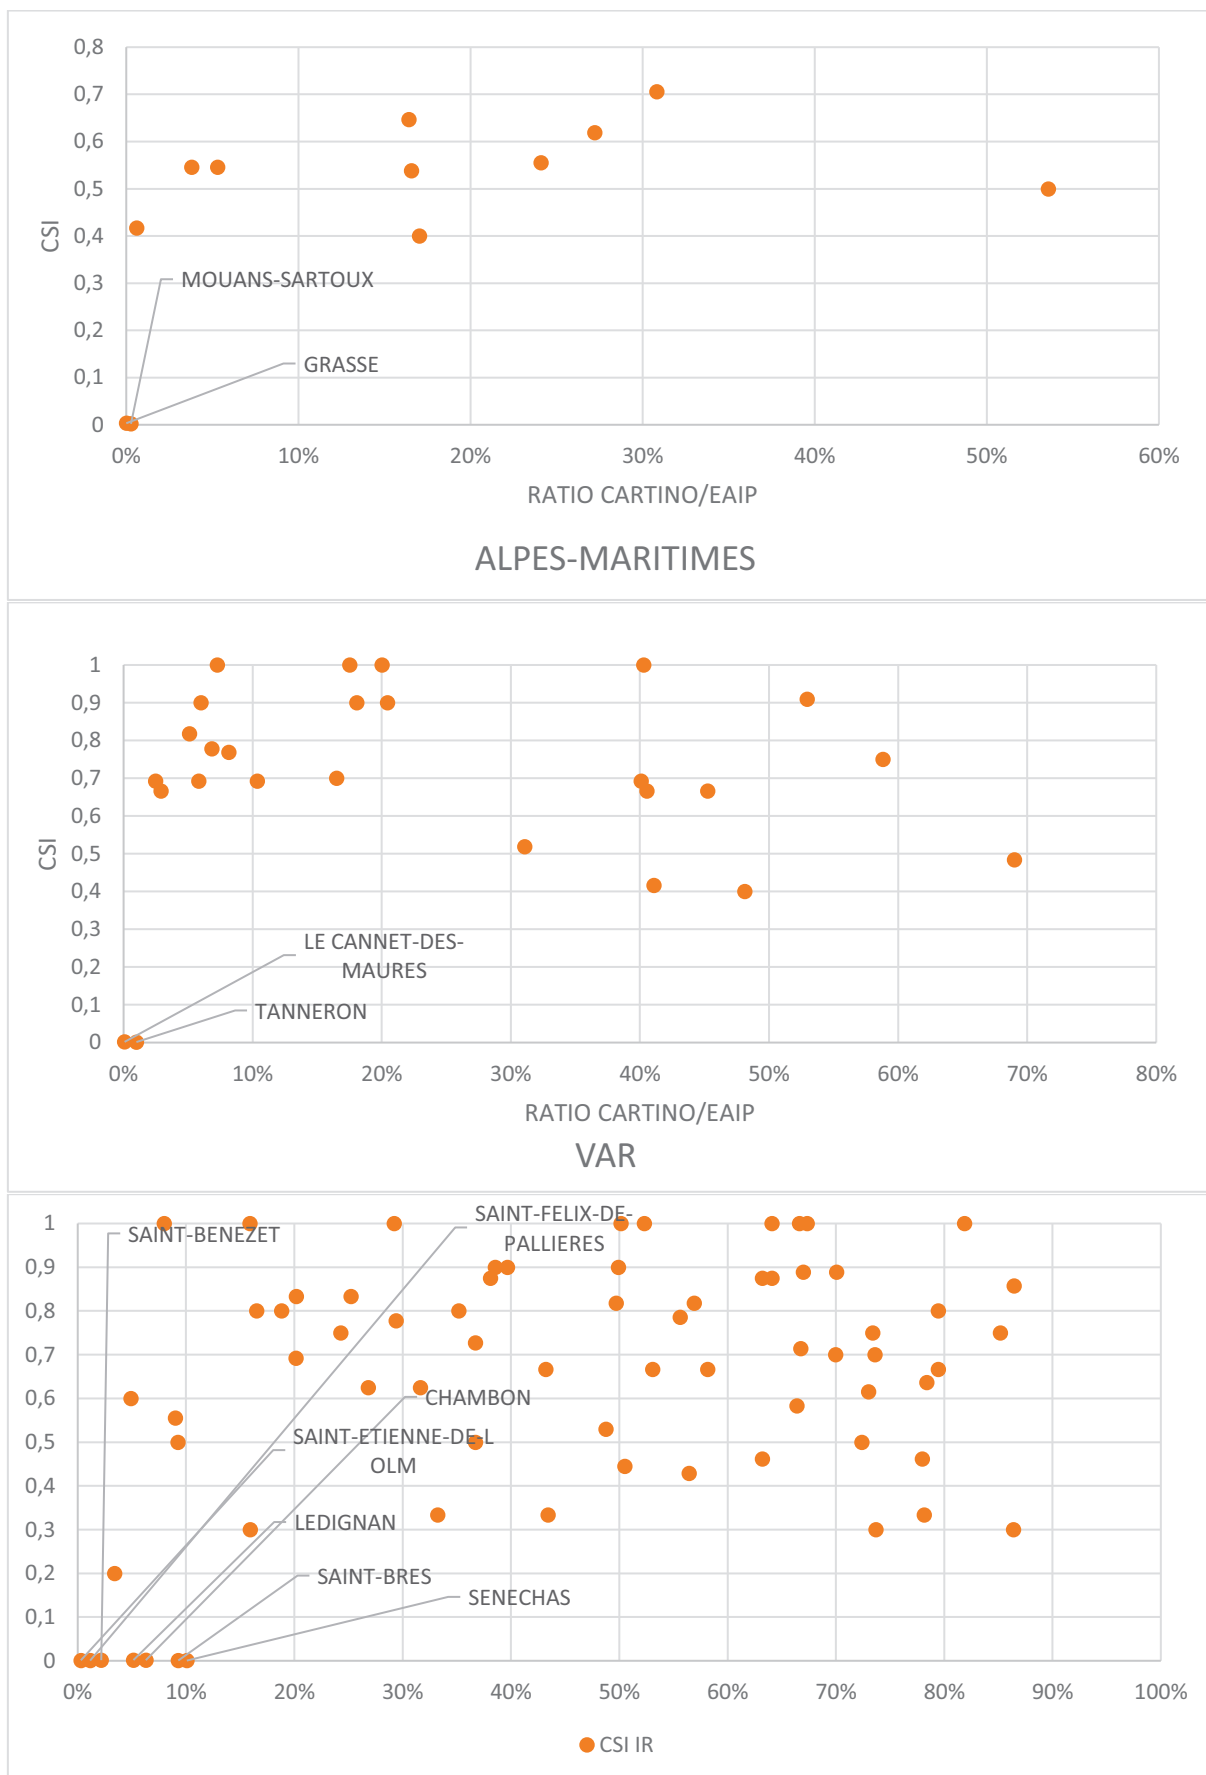 0,8
0,7
0,6
0,5
0,4
0,3
0,2
0,1
0
CSI
MOUANS-SARTOUX
GRASSE
0% 10% 20% 30% 40% 50% 60%
RATIO CARTINO/EAIP
ALPES-MARITIMES
1
0,9
0,8
0,7
0,6
0,5
0,4
0,3
0,2
0,1
0
CSI
LE CANNET-DES-
MAURES
TANNERON
0% 10% 20% 30% 40% 50% 60% 70% 80%
RATIO CARTINO/EAIP
VAR
1
0,9
0,8
0,7
0,6
0,5
0,4
0,3
0,2
0,1
0
SAINT-BENEZET
SAINT-FELIX-DE-
PALLIERES
CHAMBON
SAINT-ETIENNE-DE-L
OLM
LEDIGNAN
SAINT-BRES
SENECHAS
0% 10% 20% 30% 40% 50% 60% 70% 80% 90% 100%
CSI IR